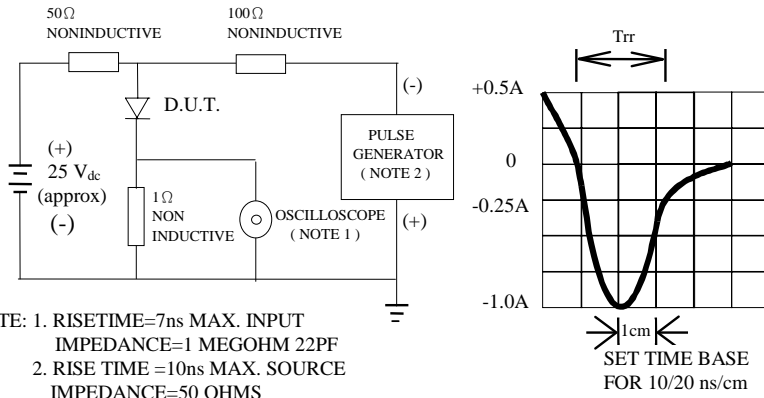 50Ω
NONINDUCTIVE
100Ω
NONINDUCTIVE
D.U.T.
(+)
25 Vdc
(approx)
(-)
1Ω
NON
INDUCTIVE
OSCILLOSCOPE
( NOTE 1 )
(-)
PULSE
GENERATOR
( NOTE 2 )
(+)
Trr
+0.5A
0
-0.25A
-1.0A
1cm
SET TIME BASE
FOR 10/20 ns/cm
TE: 1. RISETIME=7ns MAX. INPUT
IMPEDANCE=1 MEGOHM 22PF
2. RISE TIME =10ns MAX. SOURCE
IMPEDANCE=50 OHMS